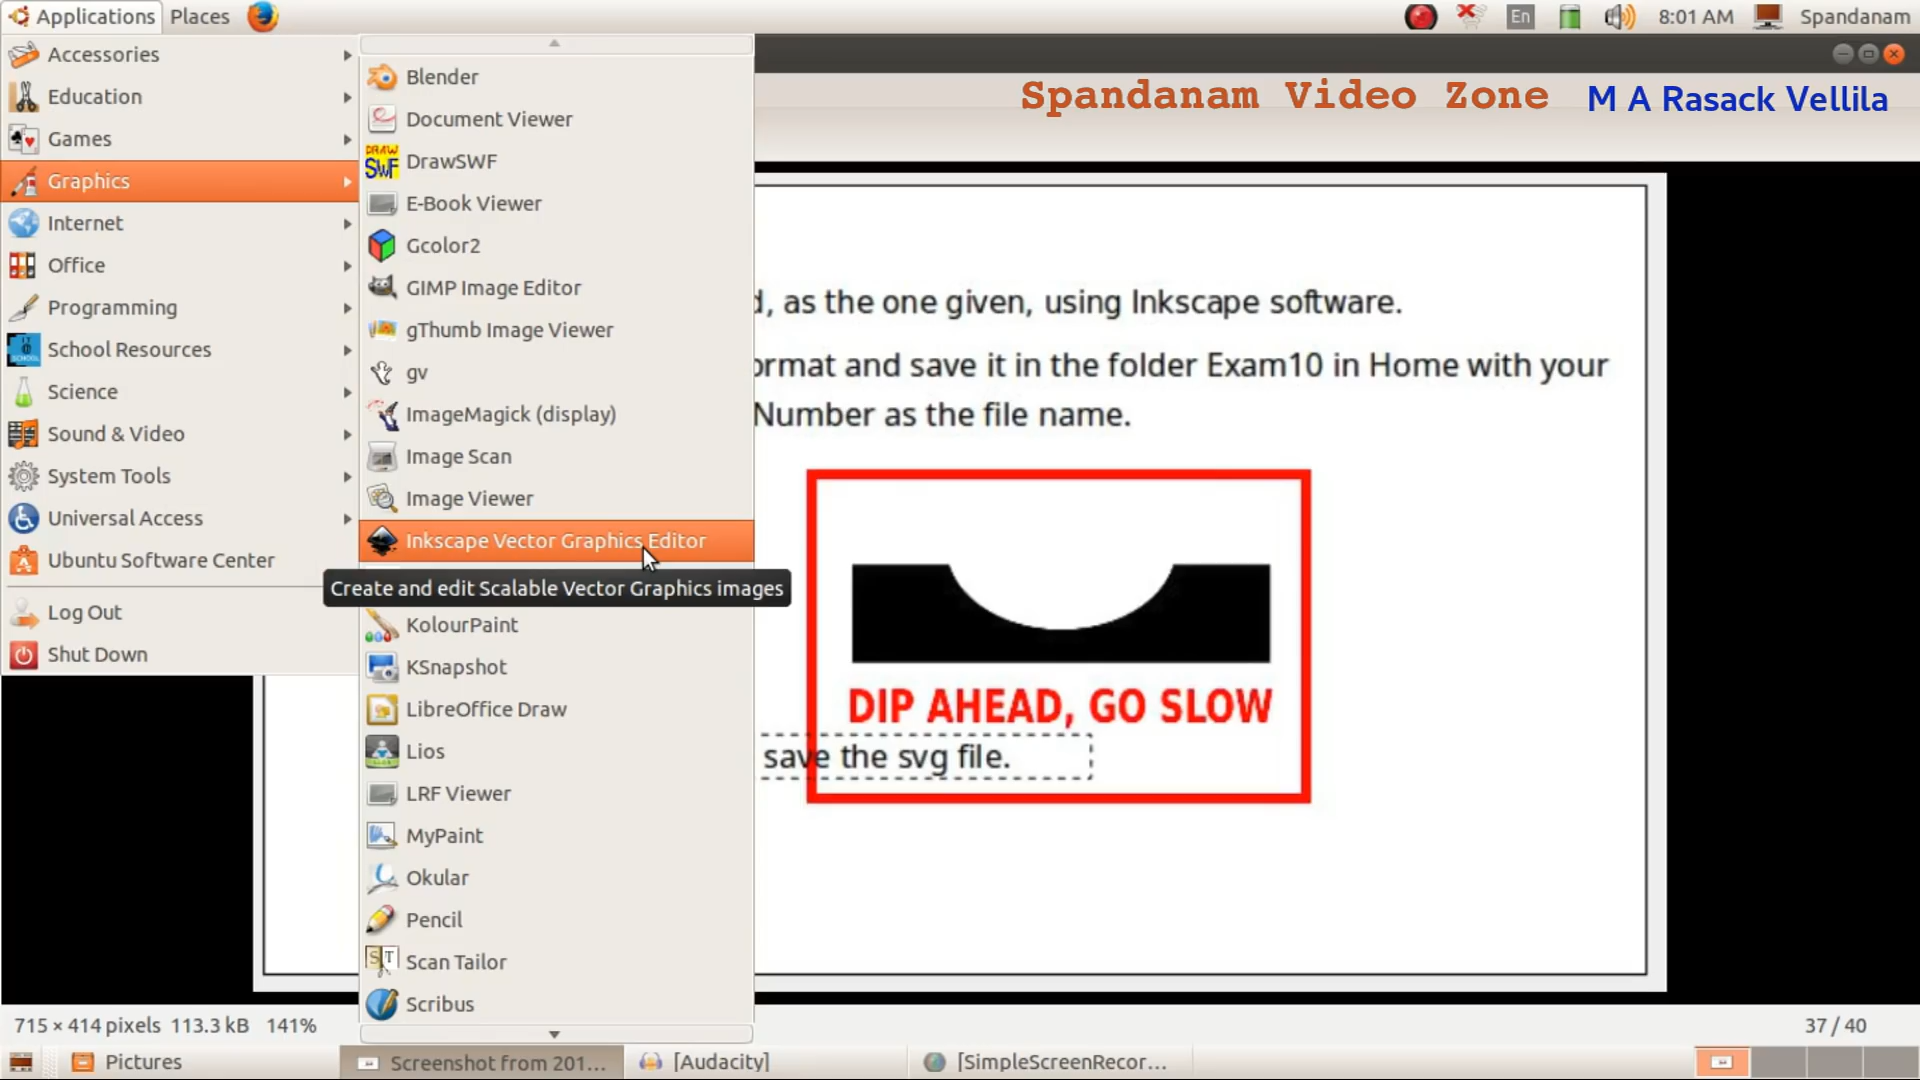 Applications Places
En
8:01 AM
Spandanam
Accessories
Education
Games
Graphics
Internet
Office
Programming
School Resources
Science
Sound & Video
System Tools
Universal Access
Ubuntu Software Center
Log Out
Shut Down
Blender
Document Viewer
DrawSWF
E-Book Viewer
Gcolor2
GIMP Image Editor
gThumb Image Viewer
gv
ImageMagick (display)
Image Scan
Image Viewer
Inkscape Vector Graphics Editor
Create and edit Scalable Vector Graphics images
KolourPaint
KSnapshot
LibreOffice Draw
Lios
LRF Viewer
MyPaint
Okular
Pencil
Scan Tailor
Scribus
Spandanam Video Zone M A Rasack Vellila
, as the one given, using Inkscape software.
and save it in the folder Exam10 in Home with your
Number as the file name.
DIP AHEAD, GO SLOW
save the svg file.
715 × 414 pixels 113.3 kB 141%
37 / 40
Pictures
Screenshot from 201...
[Audacity]
[SimpleScreenRecor...